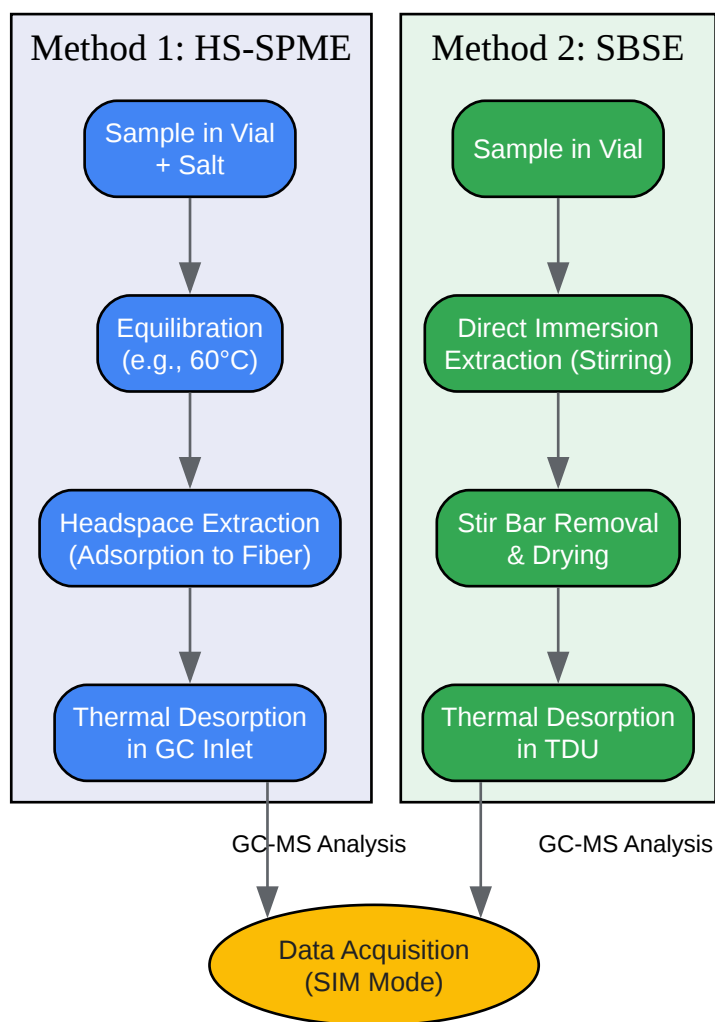 Method 1: HS-SPME
Sample in Vial
+ Salt
Equilibration
(e.g., 60°C)
Headspace Extraction
(Adsorption to Fiber)
Thermal Desorption
in GC Inlet
Method 2: SBSE
Sample in Vial
Direct Immersion
Extraction (Stirring)
Stir Bar Removal
& Drying
Thermal Desorption
in TDU
GC-MS Analysis
GC-MS Analysis
Data Acquisition
(SIM Mode)